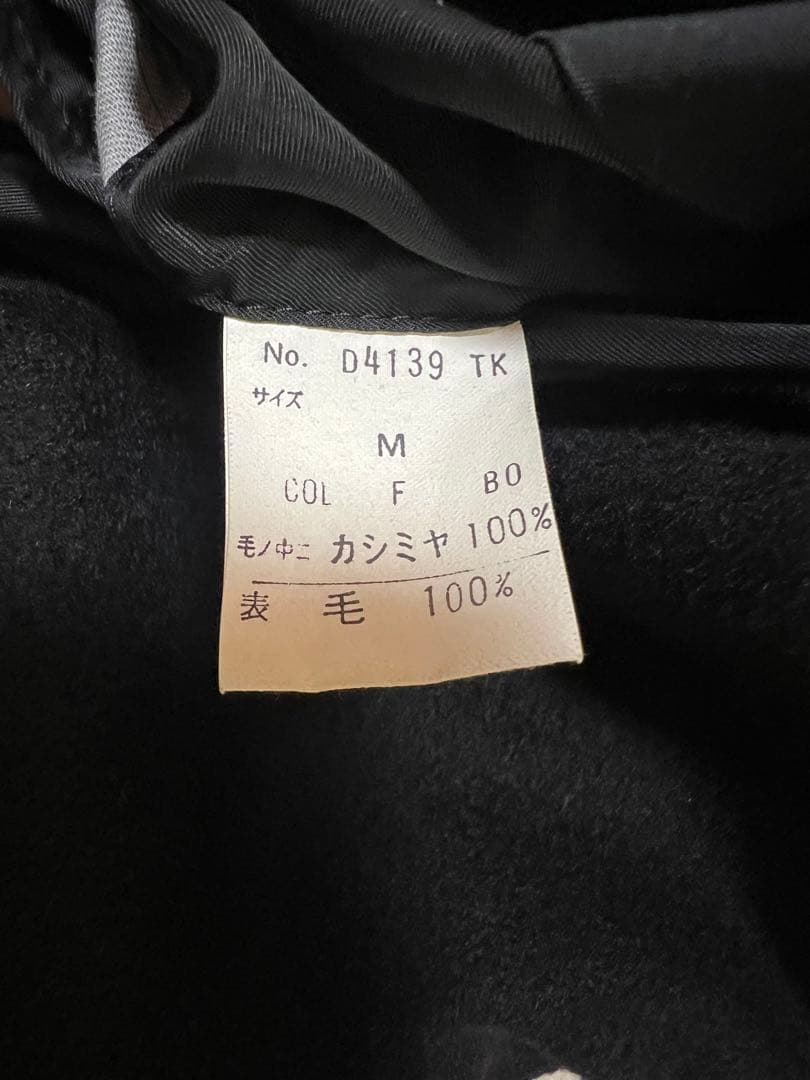 No. D4139 TK
サイズ
M
COL F BO
毛ノ中ニ カシミヤ 100%
表 毛 100%